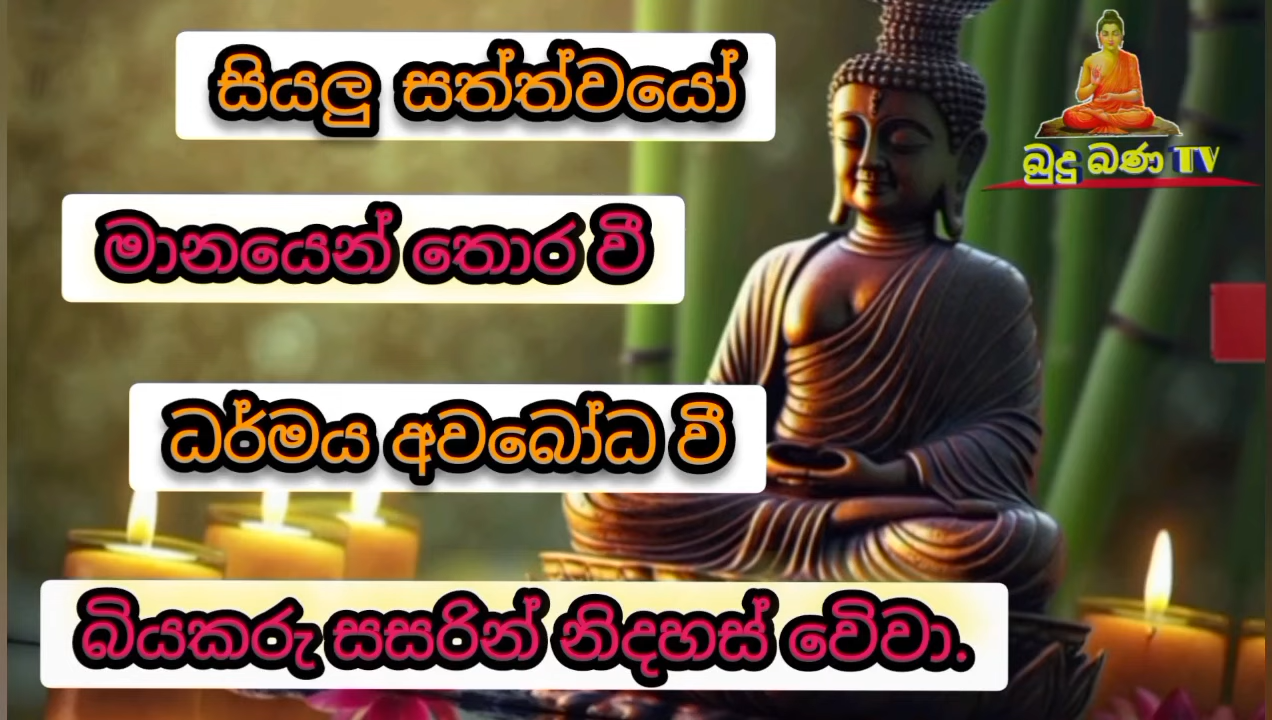 සියලු සත්ත්වයෝ
බුදු බණ TV
මානයෙන් තොර වී
ධර්මය අවබෝධ වී
බියකරු සසරින් නිදහස් වේවා.